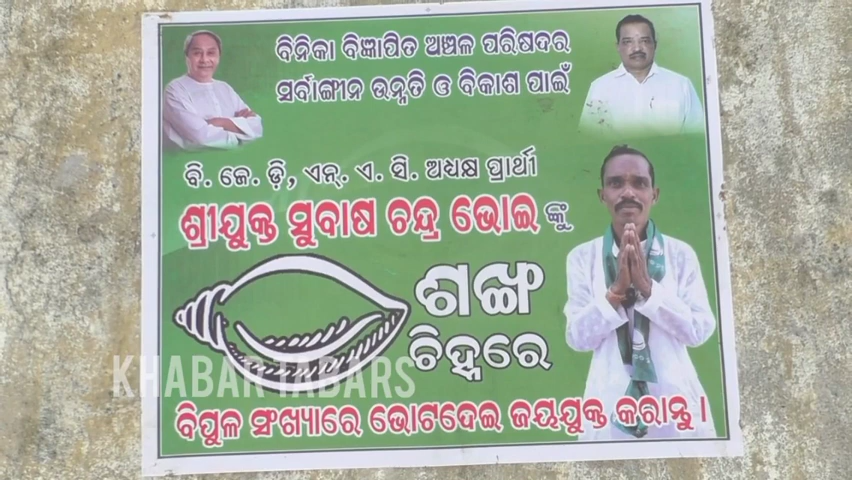 ବିନିକା ବିଜ୍ଞାପିତ ଅଞ୍ଚଳ ପରିଷଦର
ସର୍ବାଙ୍ଗୀନ ଉନ୍ନତି ଓ ବିକାଶ ପାଇଁ
ବି. ଜେ. ଡ଼ି, ଏନ୍. ଏ. ସି. ଅଧ୍ୟକ୍ଷ ପ୍ରାର୍ଥୀ
ଶ୍ରୀଯୁକ୍ତ ସୁବାଷ ଚନ୍ଦ୍ର ଭୋଇ ଙ୍କୁ
ଶଙ୍ଖ
ଚିହ୍ନରେ
KHABAR TABARS
ବିପୁଳ ସଂଖ୍ୟାରେ ଭୋଟଦେଇ ଜୟଯୁକ୍ତ କରାନ୍ତୁ ।